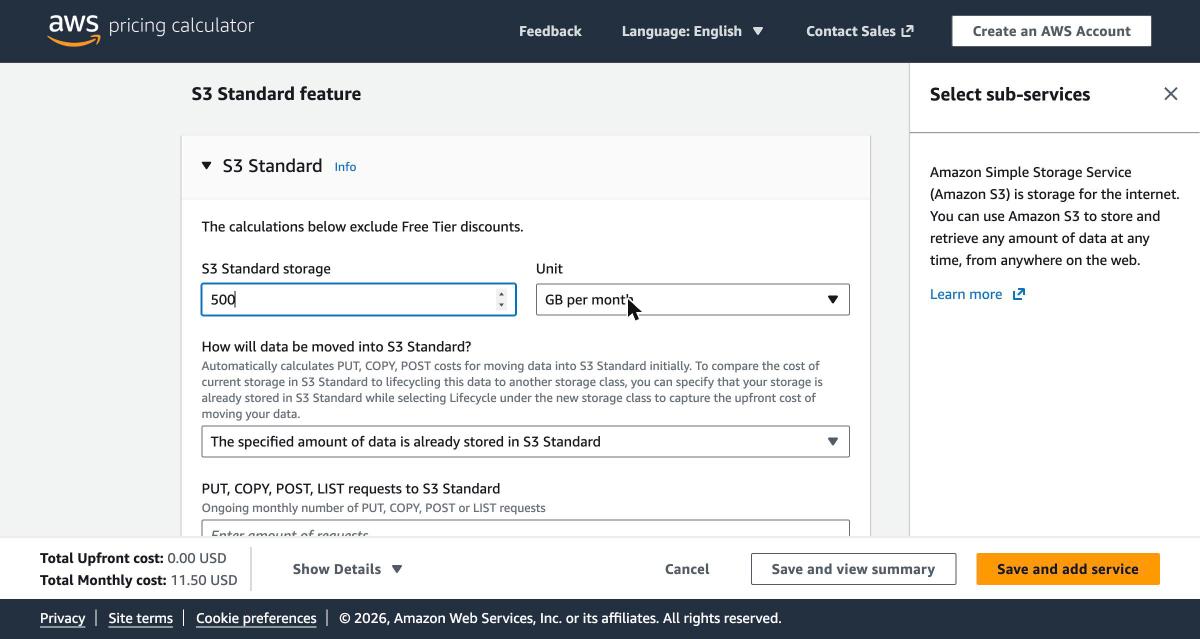 aws pricing calculator
Feedback
Language: English
Contact Sales
Create an AWS Account
S3 Standard feature
S3 Standard Info
The calculations below exclude Free Tier discounts.
S3 Standard storage
Unit
500
GB per month
How will data be moved into S3 Standard?
Automatically calculates PUT, COPY, POST costs for moving data into S3 Standard initially. To compare the cost of
current storage in S3 Standard to lifecycling this data to another storage class, you can specify that your storage is
already stored in S3 Standard while selecting Lifecycle under the new storage class to capture the upfront cost of
moving your data.
The specified amount of data is already stored in S3 Standard
PUT, COPY, POST, LIST requests to S3 Standard
Ongoing monthly number of PUT, COPY, POST or LIST requests
Enter amount of requests
Select sub-services
Amazon Simple Storage Service
(Amazon S3) is storage for the internet.
You can use Amazon S3 to store and
retrieve any amount of data at any
time, from anywhere on the web.
Learn more
Total Upfront cost: 0.00 USD
Total Monthly cost: 11.50 USD
Show Details
Cancel
Save and view summary
Save and add service
Privacy
Site terms
Cookie preferences
© 2026, Amazon Web Services, Inc. or its affiliates. All rights reserved.